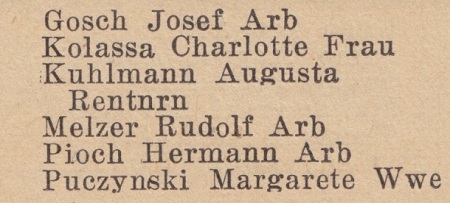 Gosch Josef Arb
Kolassa Charlotte Frau
Kuhlmann Augusta
Rentnrn
Melzer Rudolf Arb
Pioch Hermann Arb
Puczynski Margarete Wwe